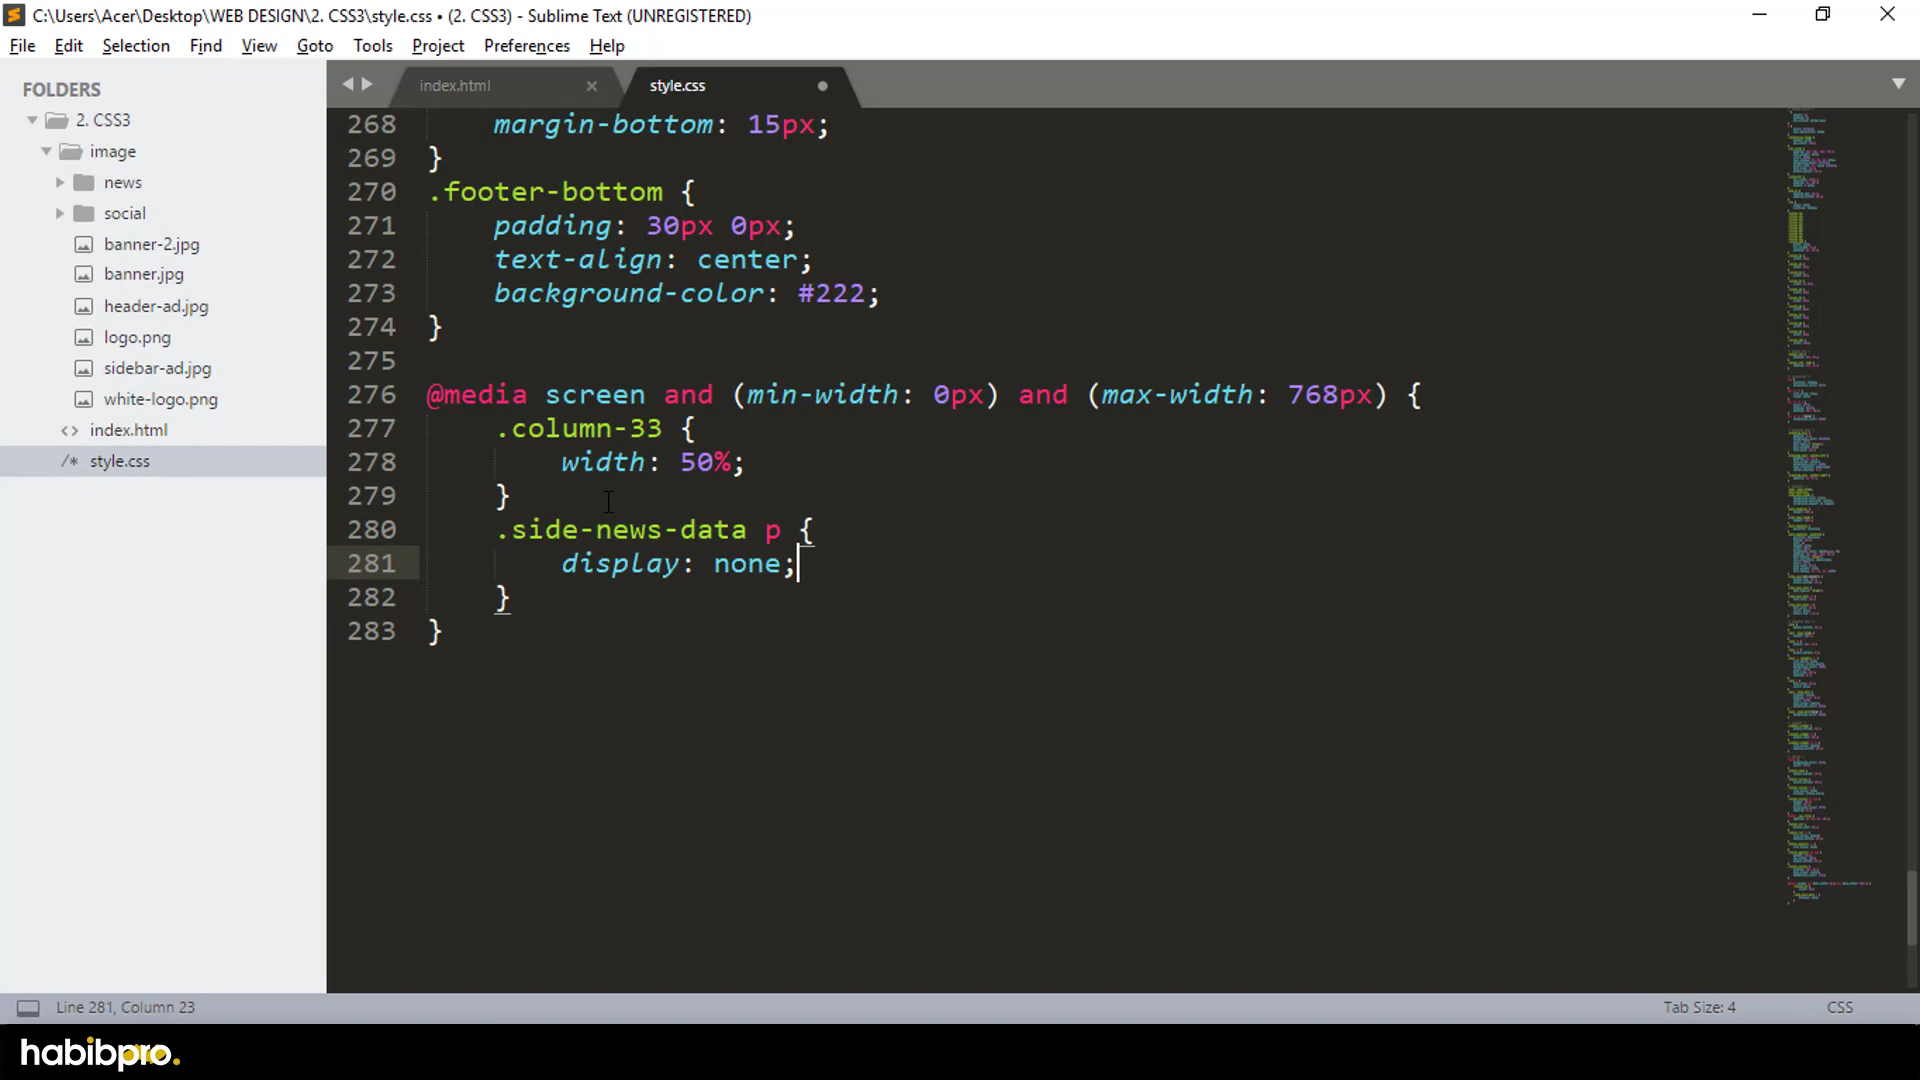 C:\Users\Acer\Desktop\WEB DESIGN\2. CSS3\style.css • (2. CSS3) - Sublime Text (UNREGISTERED)
File Edit Selection Find View Goto Tools Project Preferences Help
FOLDERS
2. CSS3
image
news
social
banner-2.jpg
banner.jpg
header-ad.jpg
logo.png
sidebar-ad.jpg
white-logo.png
<> index.html
/* style.css
index.html × style.css
268 margin-bottom: 15px;
269 }
270 .footer-bottom {
271 padding: 30px 0px;
272 text-align: center;
273 background-color: #222;
274 }
275
276 @media screen and (min-width: 0px) and (max-width: 768px) {
277 .column-33 {
278 width: 50%;
279 }
280 .side-news-data p {
281 display: none;
282 }
283 }
Line 281, Column 23 Tab Size: 4 CSS
habibpro.